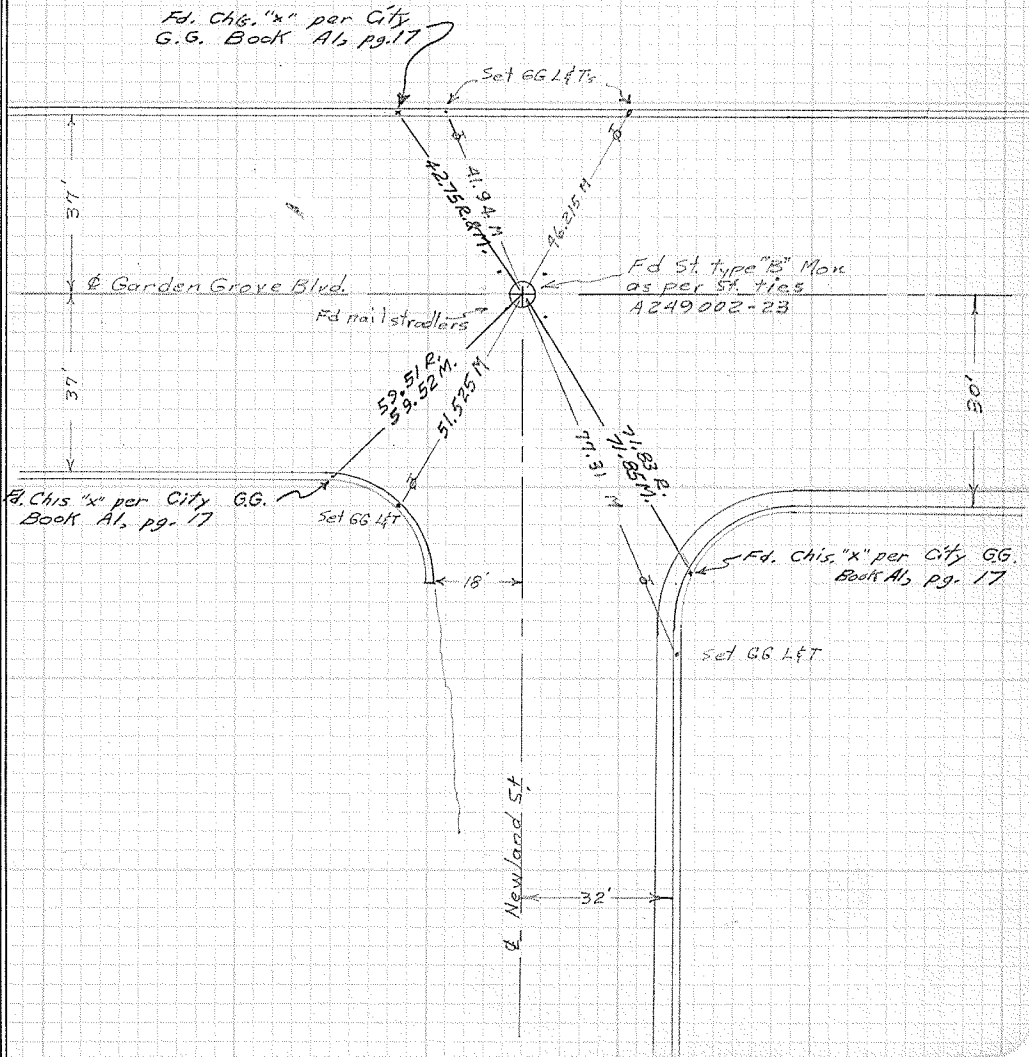 Fd. Chis. "x" per City
G.G. Book A1, pg. 17
Set GG L&Ts
37'
42.75 R.&M.
41.94 M
46.215 M
℄ Garden Grove Blvd.
Fd St. type "B" Mon
as per St. ties
A249002-23
Fd nail stradlers
37'
59.51 R.
59.52 M.
51.525 M
71.83 R.
71.85 M.
77.31 M
Fd. Chis "x" per City G.G.
Book A1, pg. 17
Set GG L&T
18'
Fd. Chis. "x" per City GG.
Book A1, pg. 17
Set GG L&T
℄ Newland St.
32'